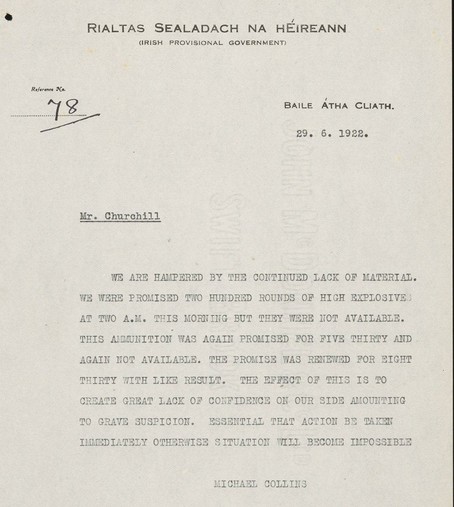 RIALTAS SEALADACH NA hÉIREANN
(IRISH PROVISIONAL GOVERNMENT)
Reference No.
78
BAILE ÁTHA CLIATH.
29. 6. 1922.
Mr. Churchill
WE ARE HAMPERED BY THE CONTINUED LACK OF MATERIAL.
WE WERE PROMISED TWO HUNDRED ROUNDS OF HIGH EXPLOSIVE
AT TWO A.M. THIS MORNING BUT THEY WERE NOT AVAILABLE.
THIS AMMUNITION WAS AGAIN PROMISED FOR FIVE THIRTY AND
AGAIN NOT AVAILABLE. THE PROMISE WAS RENEWED FOR EIGHT
THIRTY WITH LIKE RESULT. THE EFFECT OF THIS IS TO
CREATE GREAT LACK OF CONFIDENCE ON OUR SIDE AMOUNTING
TO GRAVE SUSPICION. ESSENTIAL THAT ACTION BE TAKEN
IMMEDIATELY OTHERWISE SITUATION WILL BECOME IMPOSSIBLE
MICHAEL COLLINS